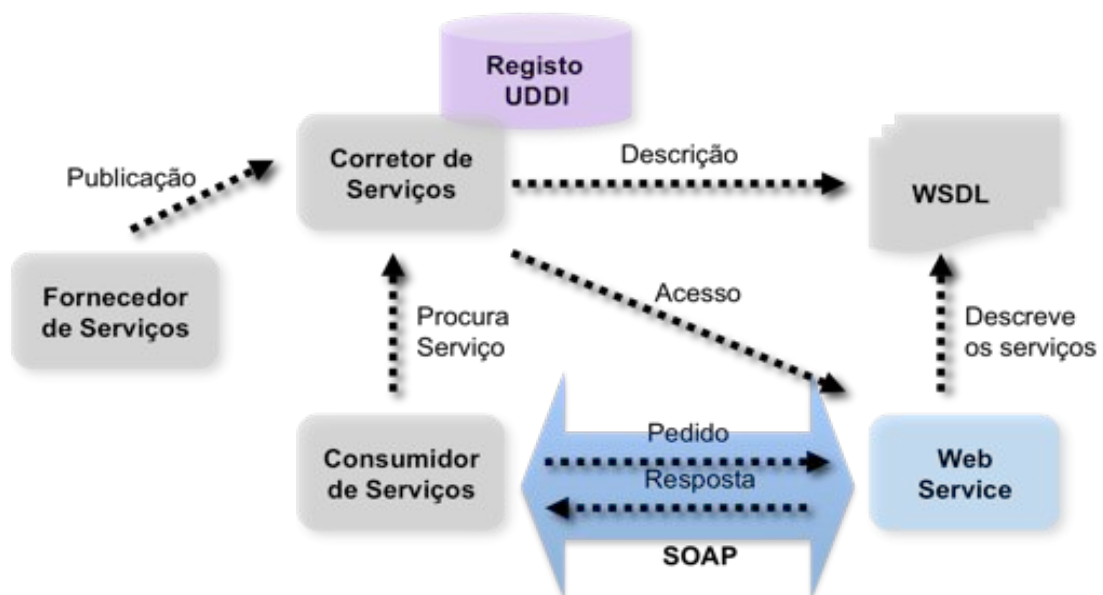 Registo
UDDI
Corretor de
Serviços
Publicação
Descrição
WSDL
Fornecedor
de Serviços
Procura
Serviço
Acesso
Descreve
os serviços
Consumidor
de Serviços
Pedido
Resposta
SOAP
Web
Service